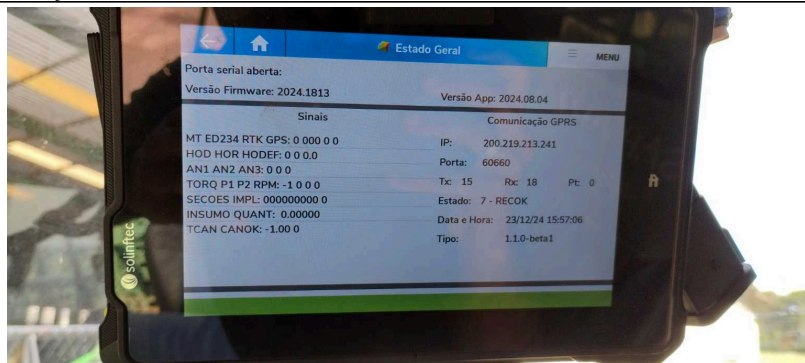 Estado Geral
MENU
Porta serial aberta:
Versão Firmware: 2024.1813
Versão App: 2024.08.04
Sinais
MT ED234 RTK GPS: 0 000 0 0
HOD HOR HODEF: 0 0 0.0
AN1 AN2 AN3: 0 0 0
TORQ P1 P2 RPM: -1 0 0 0
SECOES IMPL: 000000000 0
INSUMO QUANT: 0.00000
TCAN CANOK: -1.00 0
Comunicação GPRS
IP: 200.219.213.241
Porta: 60660
Tx: 15 Rx: 18 Pt: 0
Estado: 7 - RECOK
Data e Hora: 23/12/24 15:57:06
Tipo: 1.1.0-beta1
solinftec